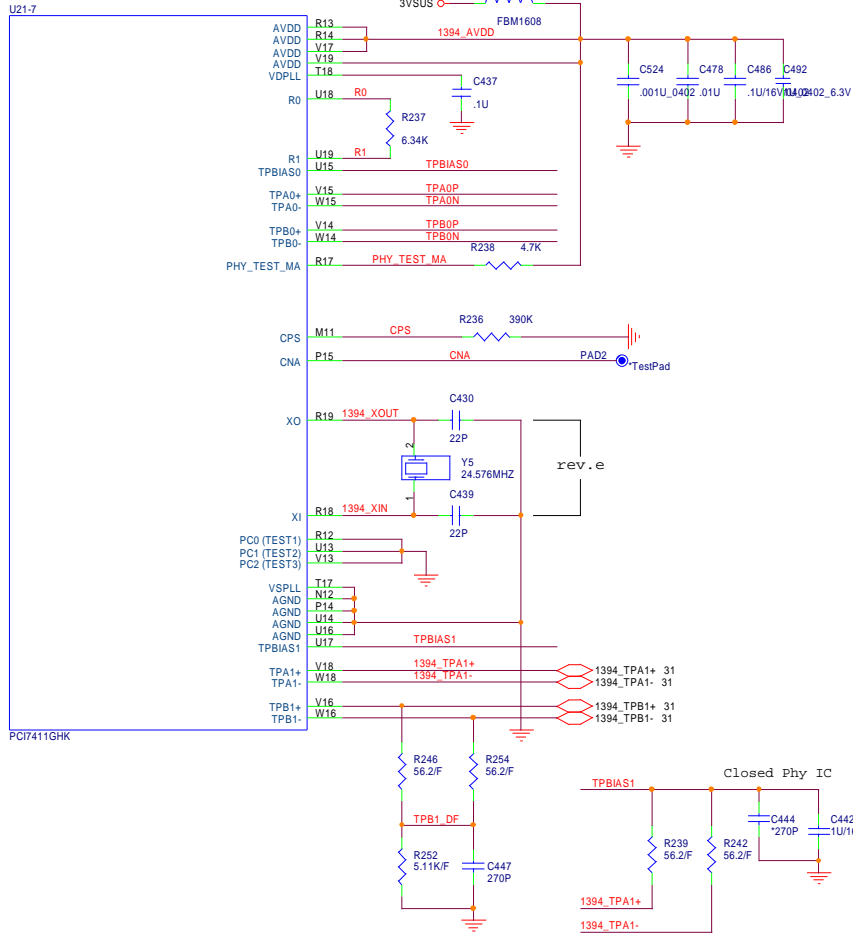 U21-7
3VSUS
FBM1608
AVDD R13
AVDD R14 1394_AVDD
AVDD V17
AVDD V19
VDPLL T18
C437
.1U
C524
.001U_0402
C478
.01U
C486
C492
R0 U18 R0
R237
6.34K
R1 U19 R1
TPBIAS0 U15 TPBIAS0
TPA0+ V15 TPA0P
TPA0- W15 TPA0N
TPB0+ V14 TPB0P
TPB0- W14 TPB0N
R238 4.7K
PHY_TEST_MA R17 PHY_TEST_MA
R236 390K
CPS M11 CPS
CNA P15 CNA PAD2
*TestPad
C430
XO R19 1394_XOUT
22P
2
Y5
24.576MHZ
1
rev.e
C439
XI R18 1394_XIN
22P
PC0 (TEST1) R12
PC1 (TEST2) U13
PC2 (TEST3) V13
VSPLL T17
AGND N12
AGND P14
AGND U14
AGND U16
TPBIAS1 U17 TPBIAS1
TPA1+ V18 1394_TPA1+ 1394_TPA1+ 31
TPA1- W18 1394_TPA1- 1394_TPA1- 31
TPB1+ V16 1394_TPB1+ 31
TPB1- W16 1394_TPB1- 31
PCI7411GHK
R246
56.2/F
R254
56.2/F
TPB1_DF
R252
5.11K/F
C447
270P
Closed Phy IC
TPBIAS1
R239
56.2/F
R242
56.2/F
C444
*270P
C442
1394_TPA1+
1394_TPA1-